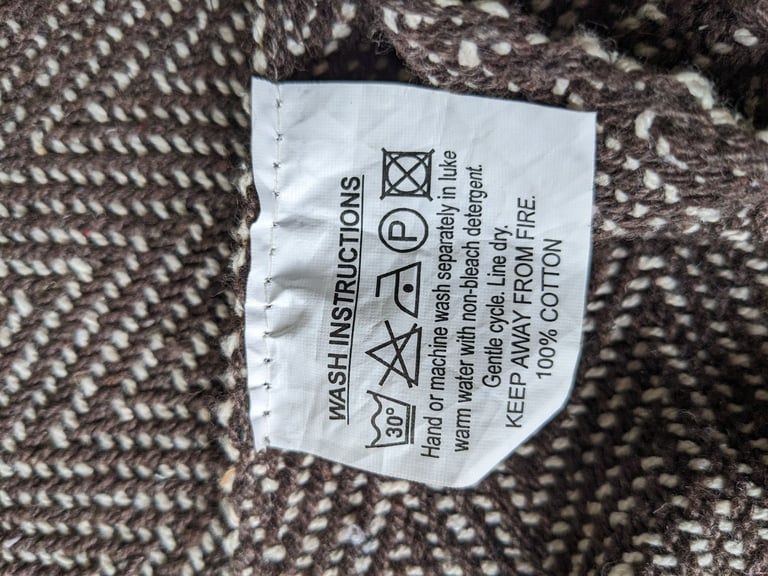 WASH INSTRUCTIONS
30° P
Hand or machine wash separately in luke
warm water with non-bleach detergent.
Gentle cycle. Line dry.
KEEP AWAY FROM FIRE.
100% COTTON